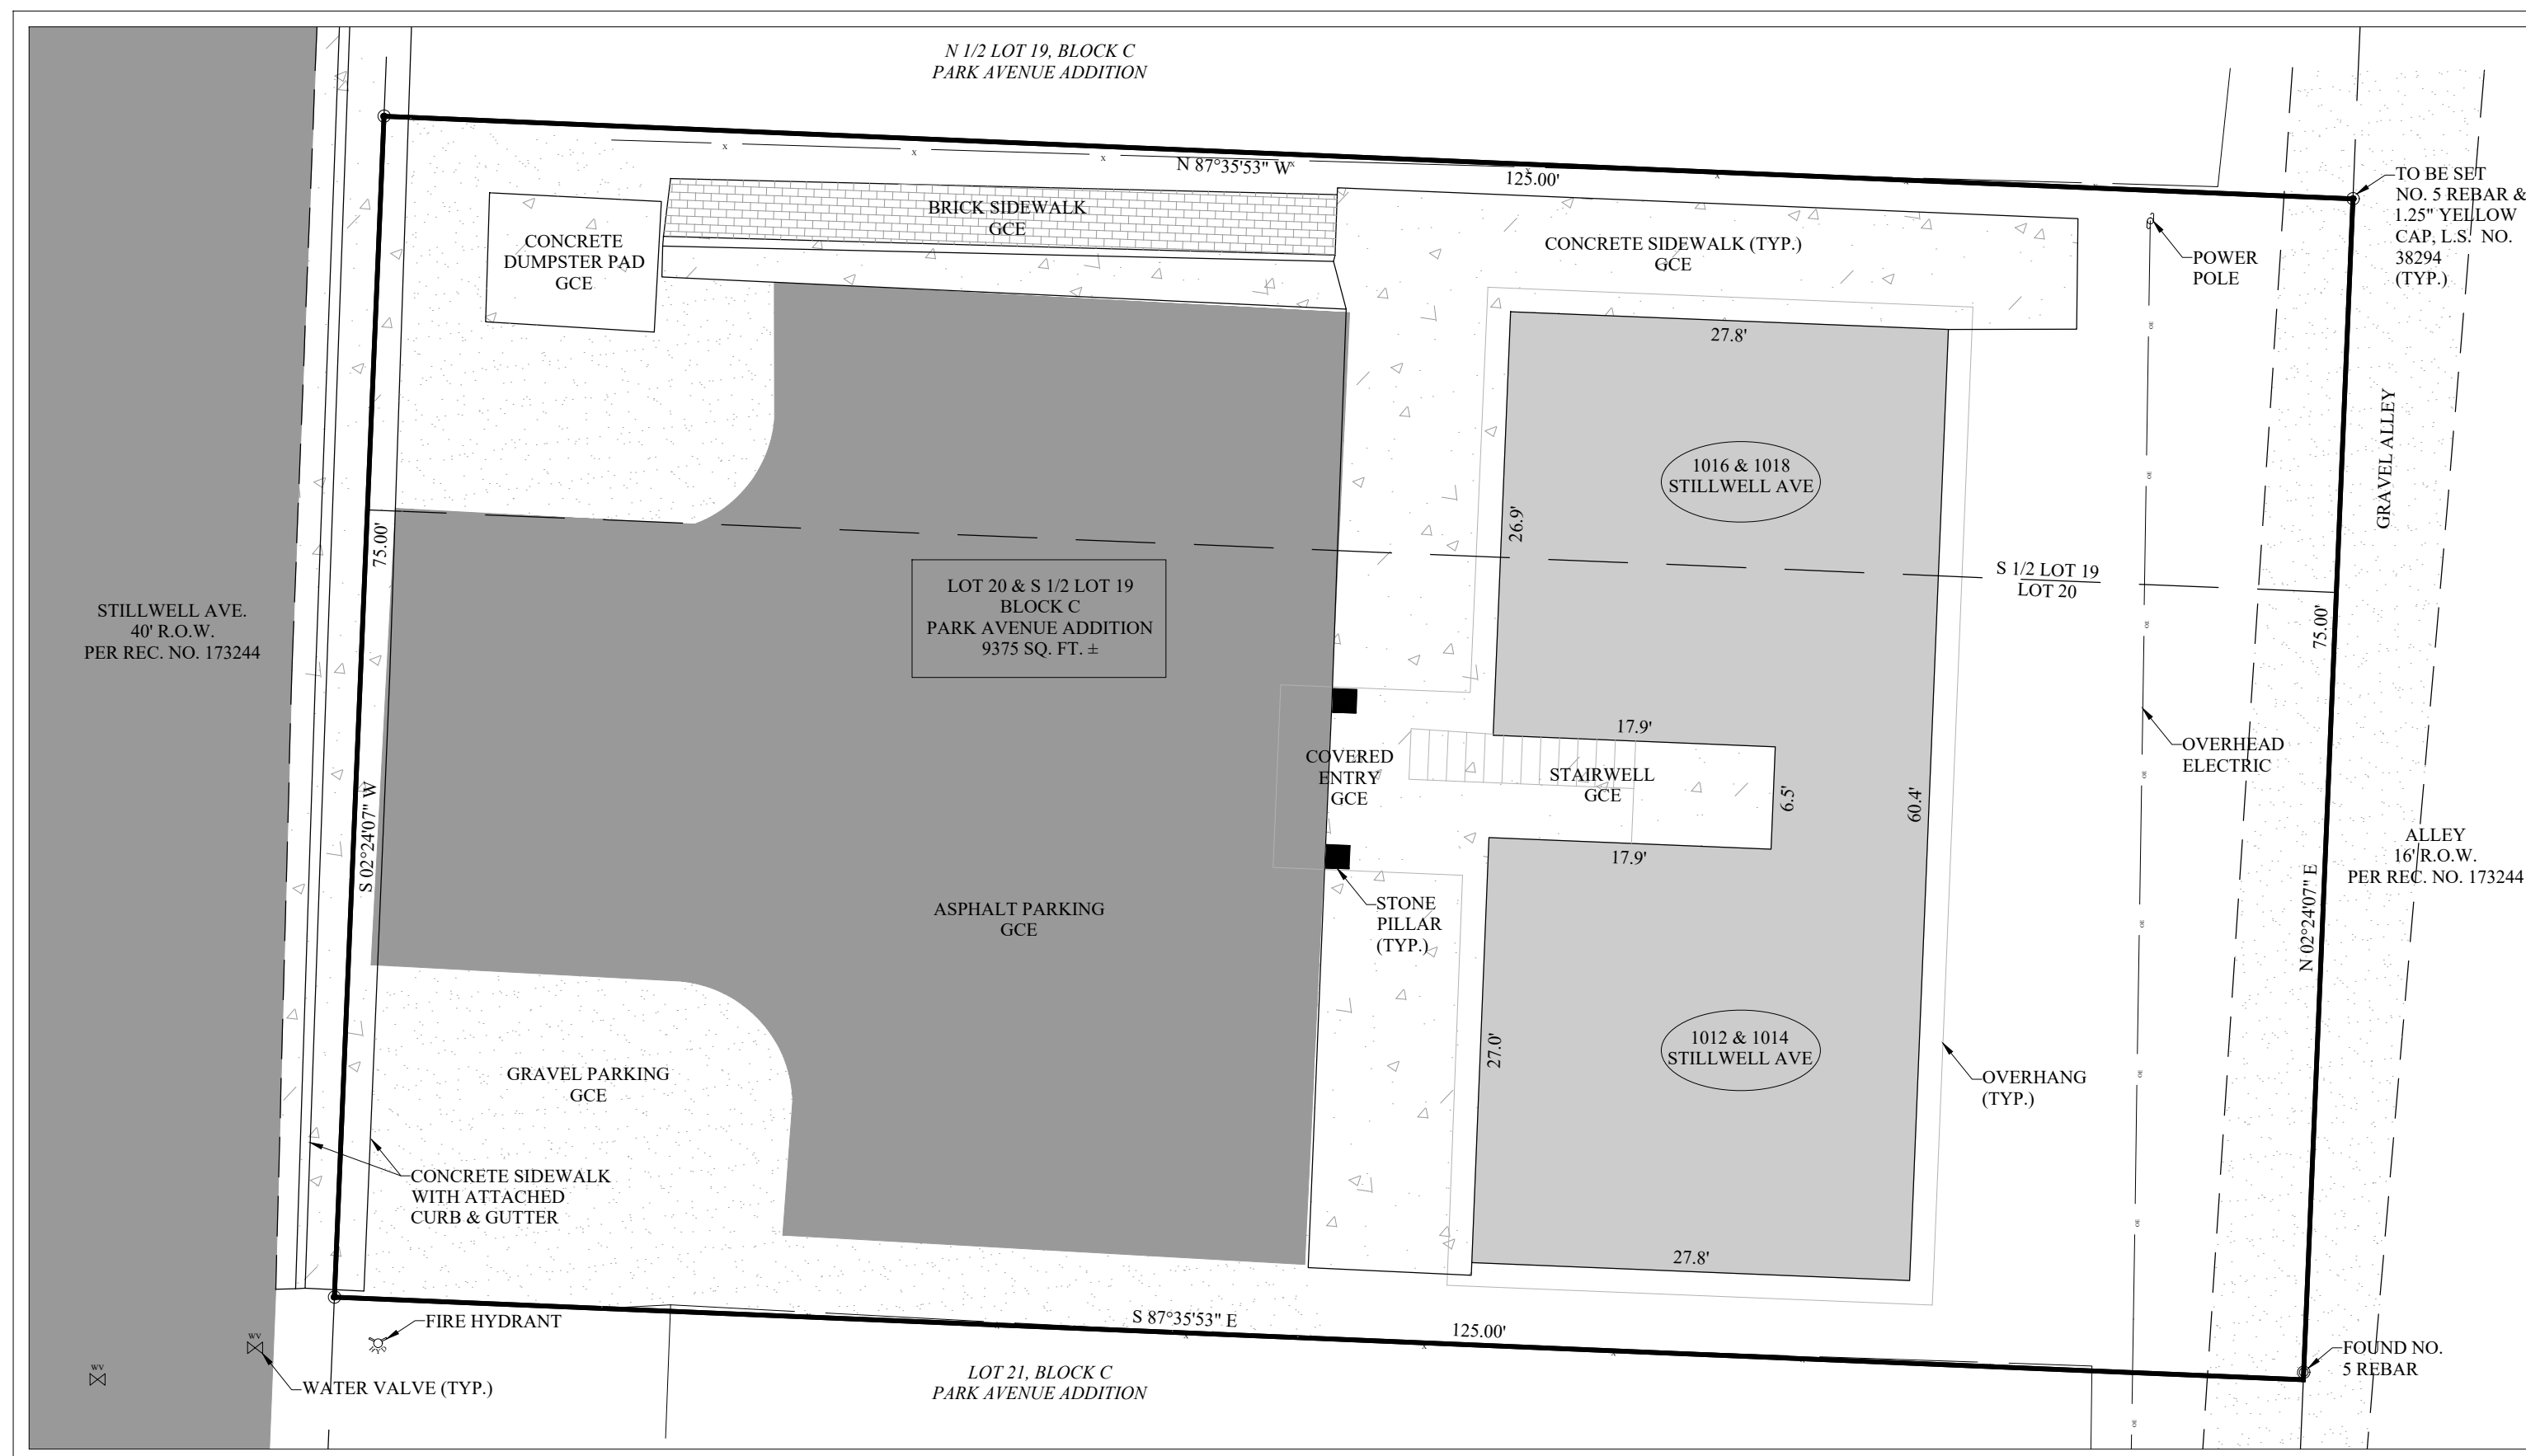 N 1/2 LOT 19, BLOCK C
PARK AVENUE ADDITION
N 87°35'53" W
125.00'
TO BE SET
NO. 5 REBAR &
1.25" YELLOW
CAP, L.S. NO.
38294
(TYP.)
POWER
POLE
BRICK SIDEWALK
GCE
CONCRETE
DUMPSTER PAD
GCE
CONCRETE SIDEWALK (TYP.)
GCE
27.8'
GRAVEL ALLEY
1016 & 1018
STILLWELL AVE
26.9'
75.00'
S 1/2 LOT 19
LOT 20
75.00'
LOT 20 & S 1/2 LOT 19
BLOCK C
PARK AVENUE ADDITION
9375 SQ. FT. ±
STILLWELL AVE.
40' R.O.W.
PER REC. NO. 173244
17.9'
COVERED
ENTRY
GCE
STAIRWELL
GCE
6.5'
60.4'
OVERHEAD
ELECTRIC
S 02°24'07" W
17.9'
ALLEY
16' R.O.W.
PER REC. NO. 173244
N 02°24'07" E
ASPHALT PARKING
GCE
STONE
PILLAR
(TYP.)
27.0'
1012 & 1014
STILLWELL AVE
GRAVEL PARKING
GCE
OVERHANG
(TYP.)
CONCRETE SIDEWALK
WITH ATTACHED
CURB & GUTTER
27.8'
S 87°35'53" E
125.00'
FIRE HYDRANT
WV
WV
WATER VALVE (TYP.)
LOT 21, BLOCK C
PARK AVENUE ADDITION
FOUND NO.
5 REBAR